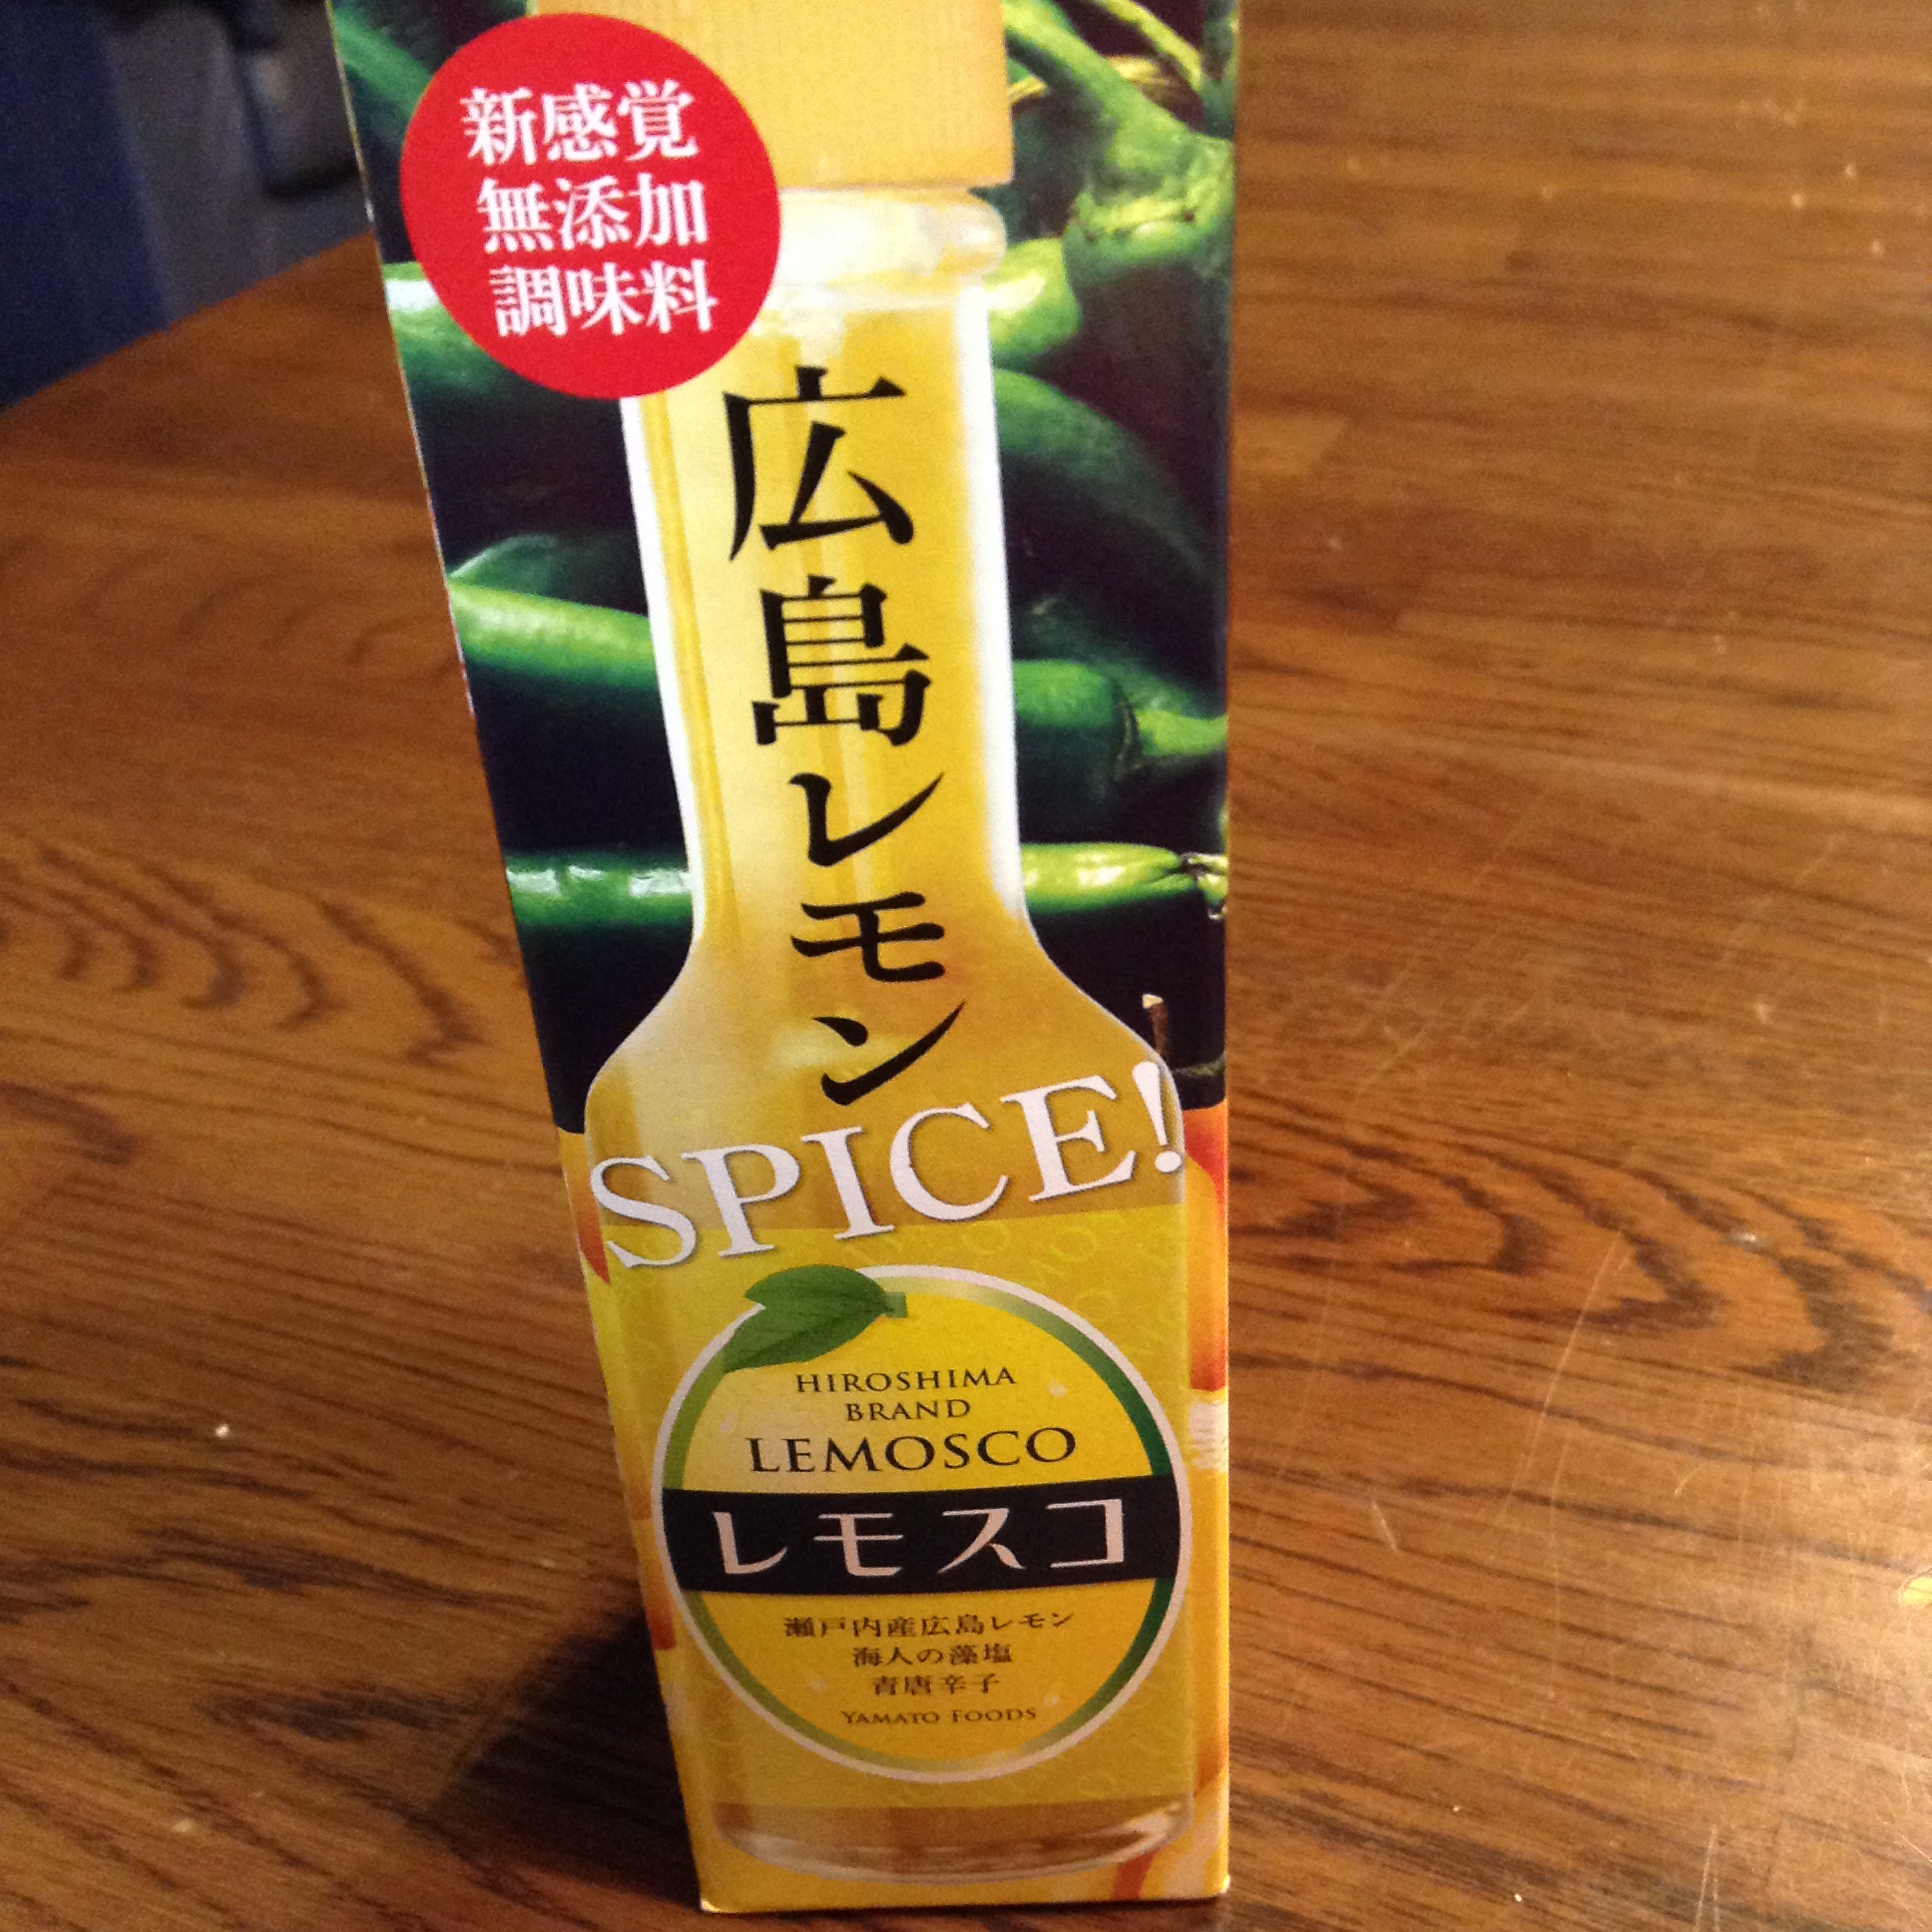 新感覚
無添加
調味料
広島レモン
SPICE!
HIROSHIMA
BRAND
LEMOSCO
レモスコ
瀬戸内産広島レモン
海人の藻塩
青唐辛子
YAMATO FOODS